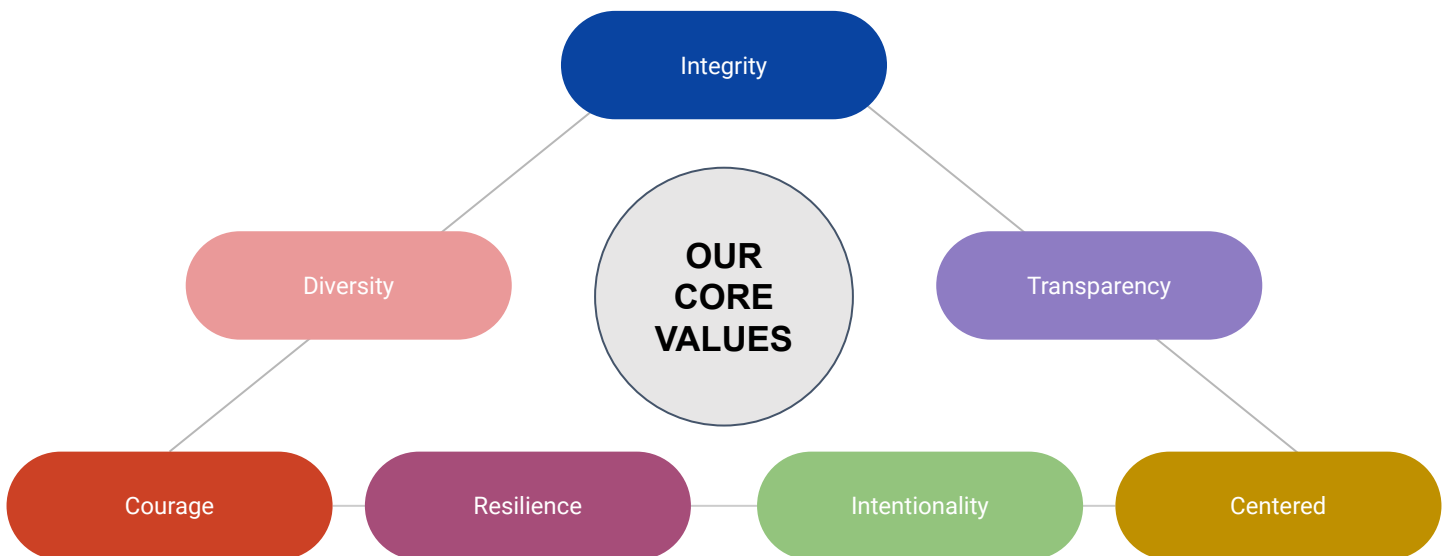 Integrity
OUR
CORE
VALUES
Diversity
Transparency
Courage
Resilience
Intentionality
Centered